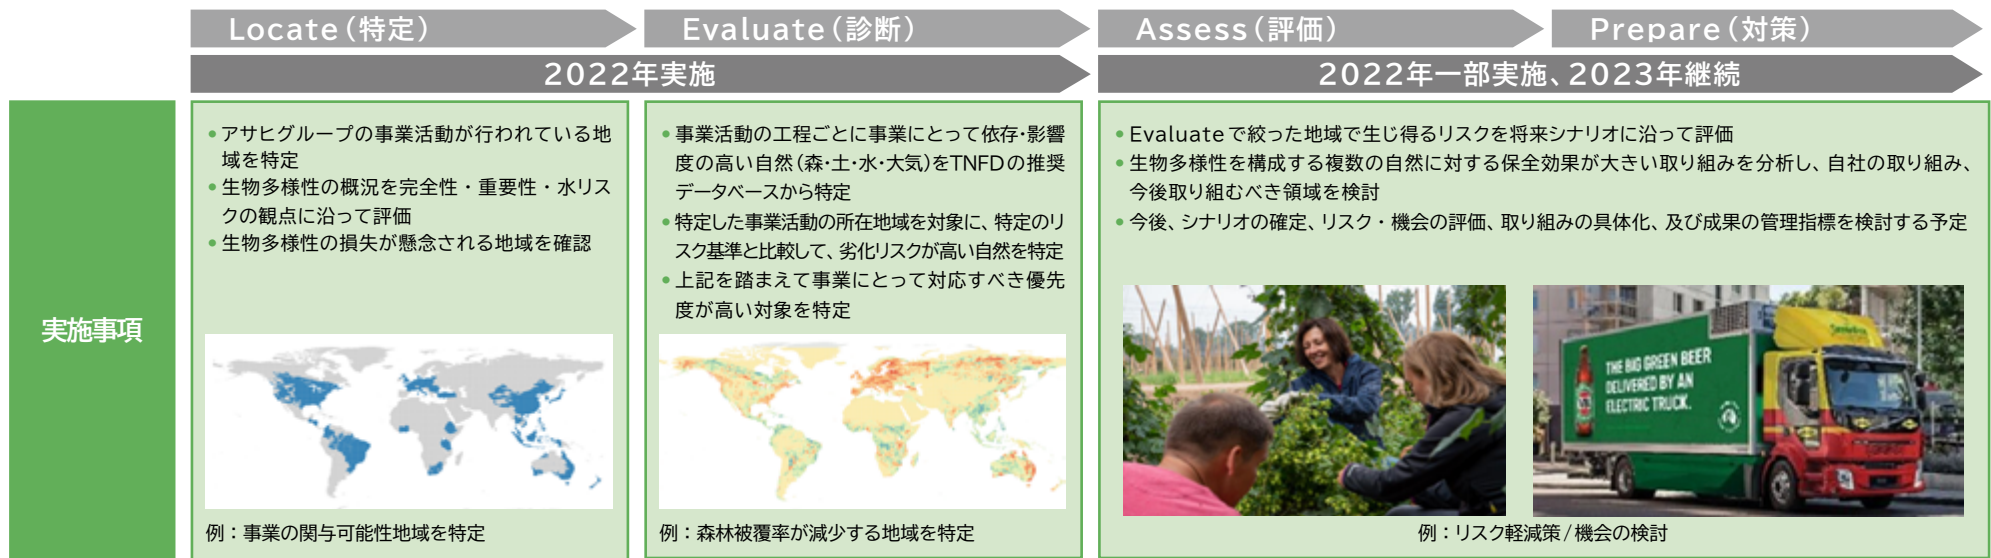 Locate（特定）
Evaluate（診断）
Assess（評価）
Prepare（対策）
2022年実施
2022年一部実施、2023年継続
実施事項
•アサヒグループの事業活動が行われている地
域を特定
•生物多様性の概況を完全性・重要性・水リス
クの観点に沿って評価
•生物多様性の損失が懸念される地域を確認
例：事業の関与可能性地域を特定
•事業活動の工程ごとに事業にとって依存・影響
度の高い自然（森・土・水・大気）をTNFDの推奨
データベースから特定
•特定した事業活動の所在地域を対象に、特定のリ
スク基準と比較して、劣化リスクが高い自然を特定
•上記を踏まえて事業にとって対応すべき優先
度が高い対象を特定
例：森林被覆率が減少する地域を特定
•Evaluateで絞った地域で生じ得るリスクを将来シナリオに沿って評価
•生物多様性を構成する複数の自然に対する保全効果が大きい取り組みを分析し、自社の取り組み、
今後取り組むべき領域を検討
•今後、シナリオの確定、リスク・機会の評価、取り組みの具体化、及び成果の管理指標を検討する予定
THE BIG GREEN BEER
DELIVERED BY AN
ELECTRIC TRUCK.
例：リスク軽減策/機会の検討